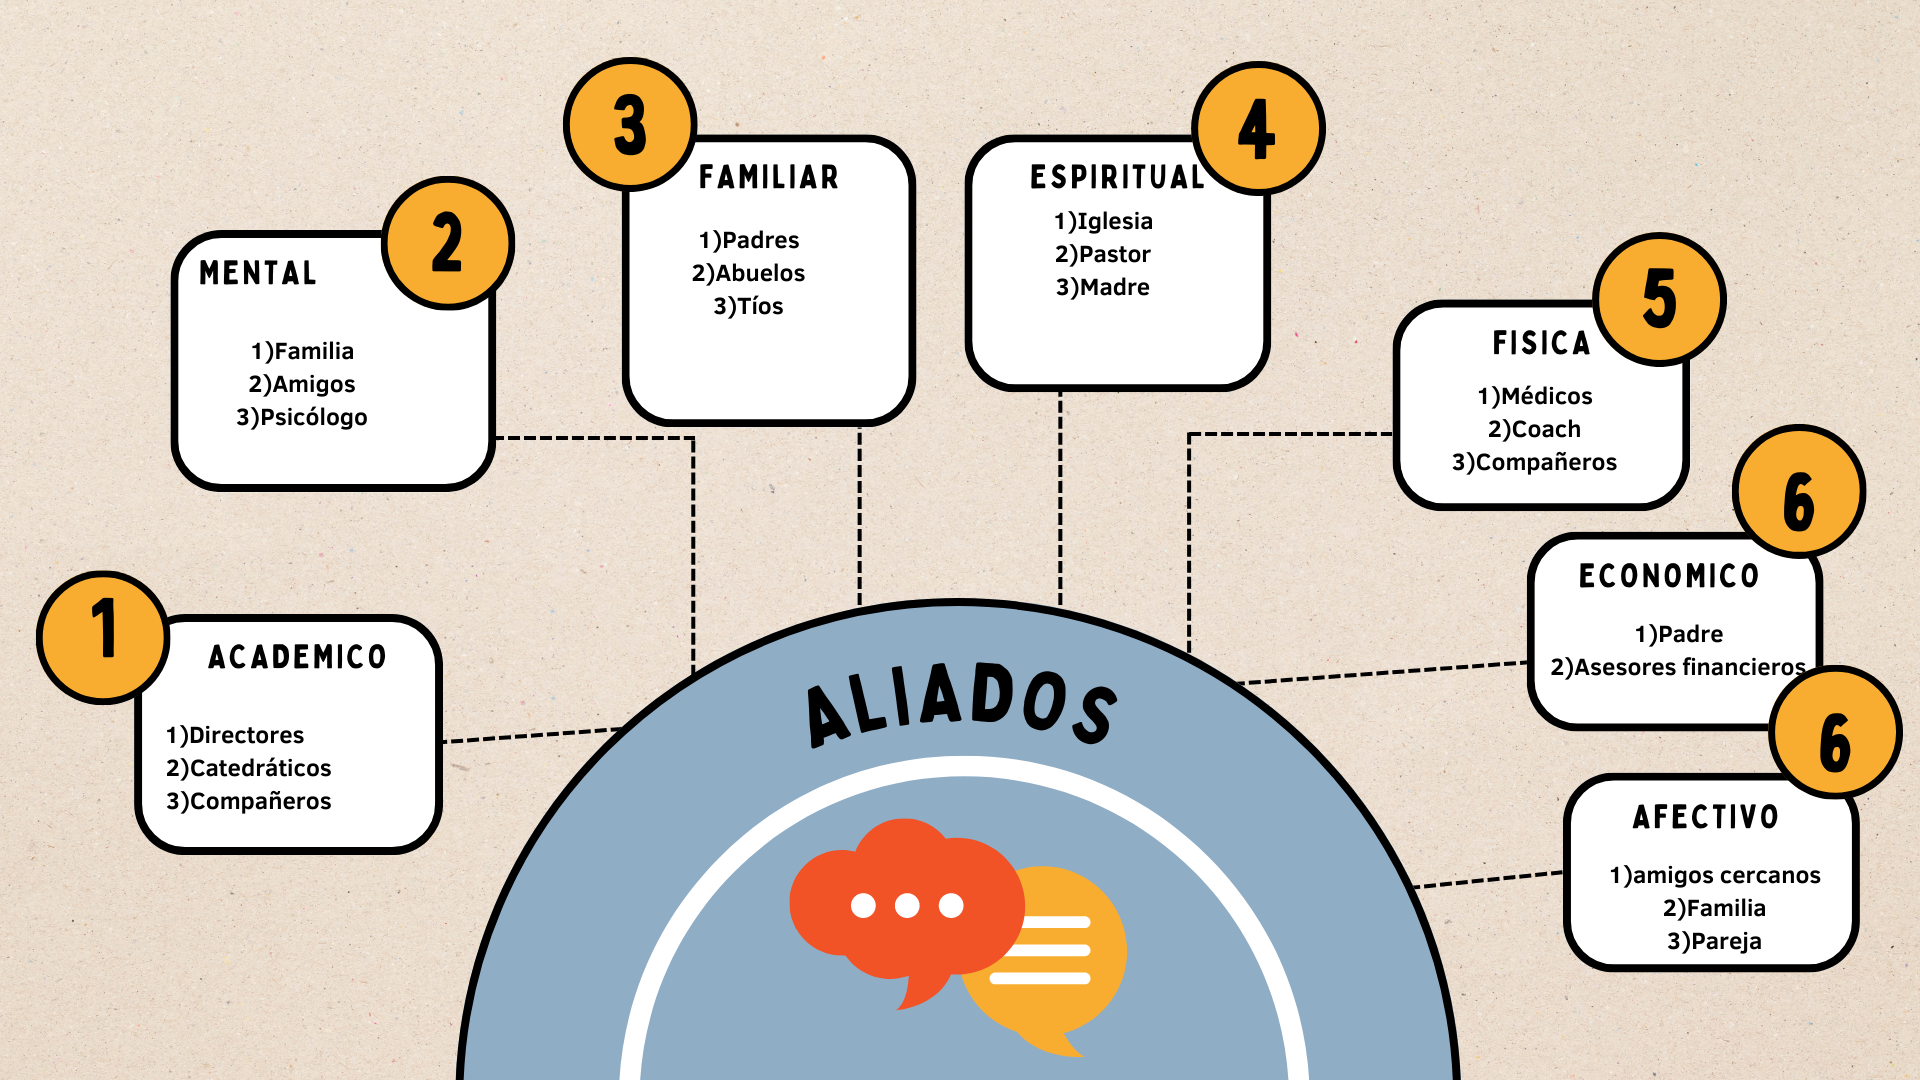 1
ACADEMICO
1)Directores
2)Catedráticos
3)Compañeros
2
MENTAL
1)Familia
2)Amigos
3)Psicólogo
3
FAMILIAR
1)Padres
2)Abuelos
3)Tíos
4
ESPIRITUAL
1)Iglesia
2)Pastor
3)Madre
5
FISICA
1)Médicos
2)Coach
3)Compañeros
6
ECONOMICO
1)Padre
2)Asesores financieros
6
AFECTIVO
1)amigos cercanos
2)Familia
3)Pareja
ALIADOS